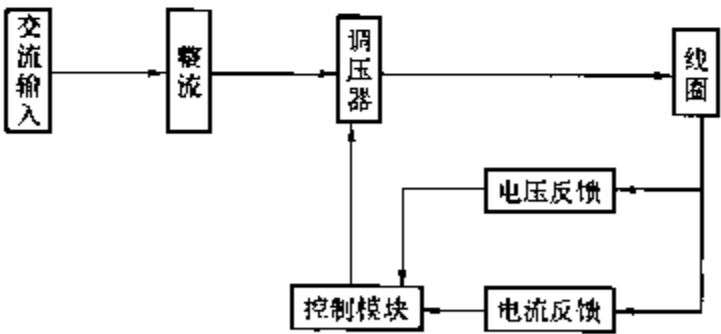 交流输入
整流
调压器
线圈
电压反馈
控制模块
电流反馈